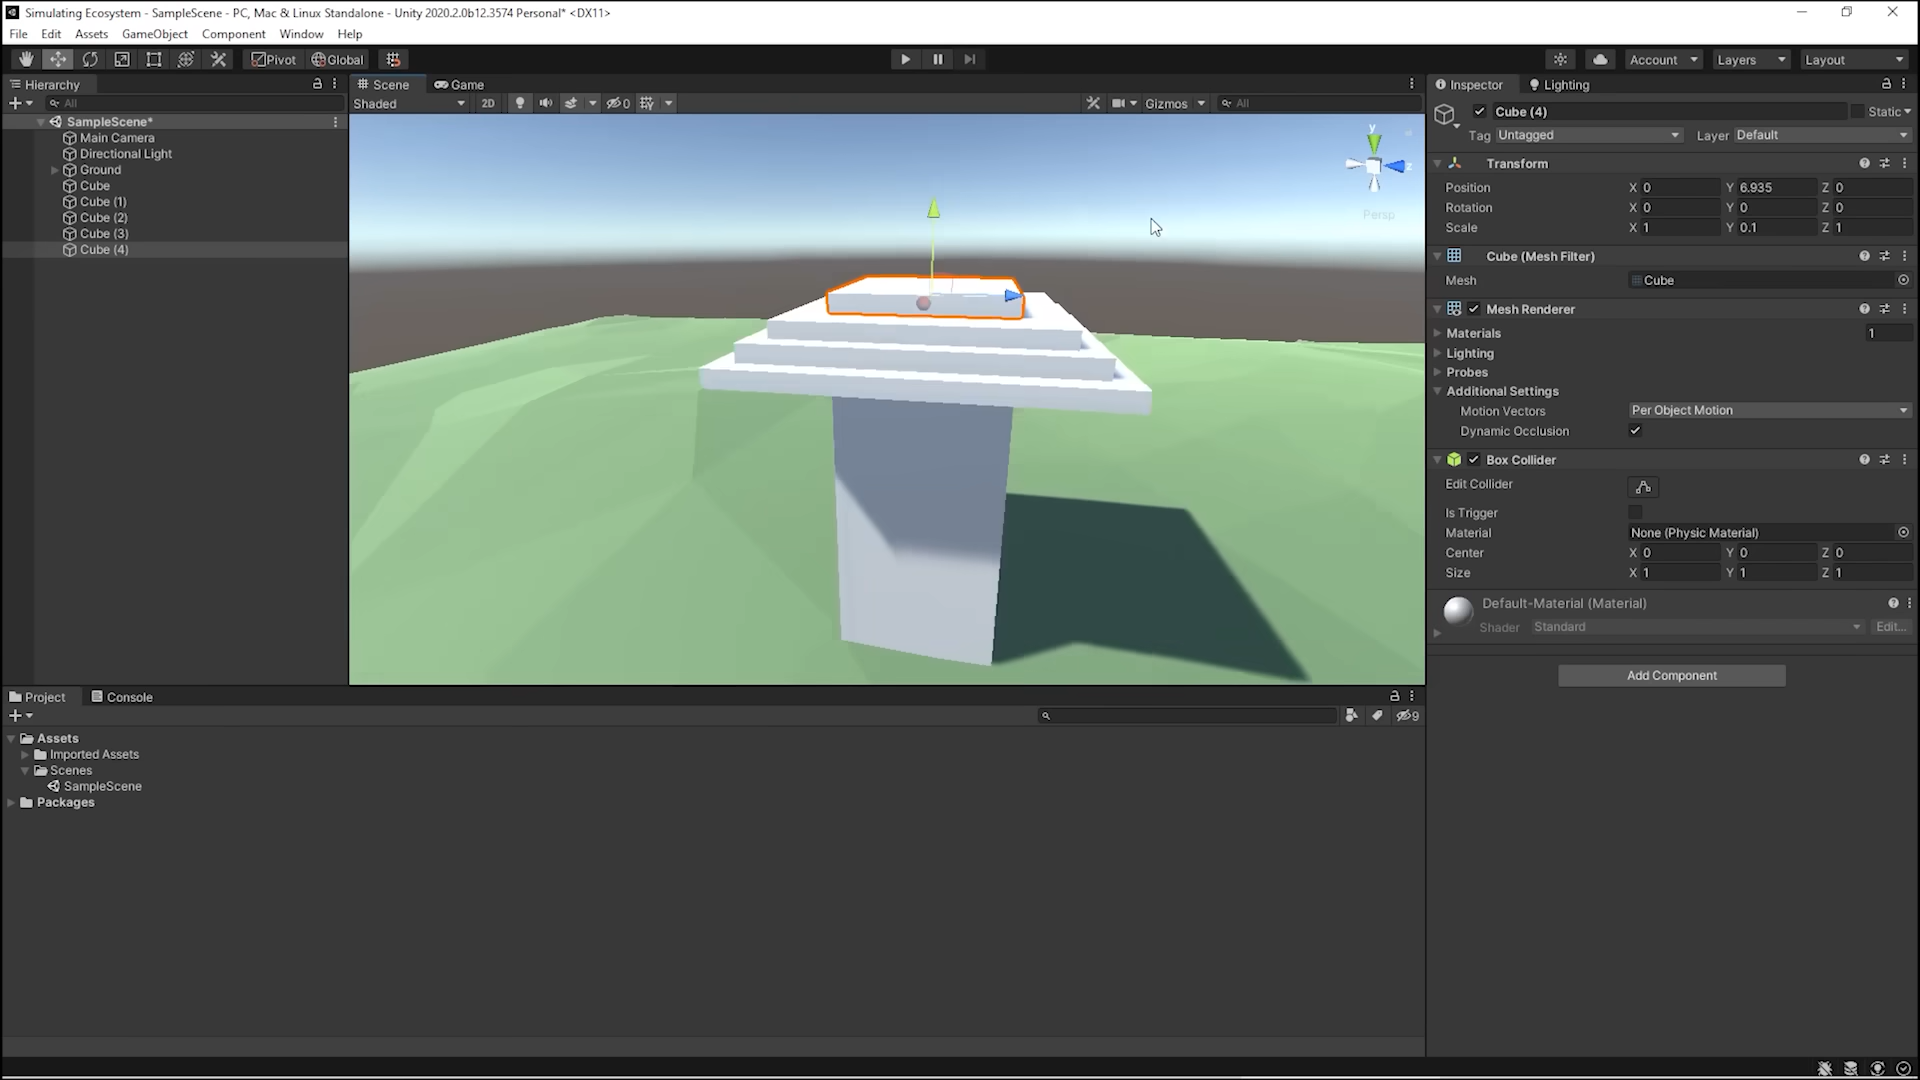 Simulating Ecosystem - SampleScene - PC, Mac & Linux Standalone - Unity 2020.2.0b12.3574 Personal* <DX11>
File Edit Assets GameObject Component Window Help
Pivot Global Account Layers Layout
Hierarchy
All
SampleScene*
Main Camera
Directional Light
Ground
Cube
Cube (1)
Cube (2)
Cube (3)
Cube (4)
Scene Game
Shaded 2D 0 Gizmos All
y
z
Persp
Inspector Lighting
Cube (4) Static
Tag Untagged Layer Default
Transform
Position X 0 Y 6.935 Z 0
Rotation X 0 Y 0 Z 0
Scale X 1 Y 0.1 Z 1
Cube (Mesh Filter)
Mesh Cube
Mesh Renderer
Materials 1
Lighting
Probes
Additional Settings
Motion Vectors Per Object Motion
Dynamic Occlusion
Box Collider
Edit Collider
Is Trigger
Material None (Physic Material)
Center X 0 Y 0 Z 0
Size X 1 Y 1 Z 1
Default-Material (Material)
Shader Standard Edit...
Add Component
Project Console
9
Assets
Imported Assets
Scenes
SampleScene
Packages